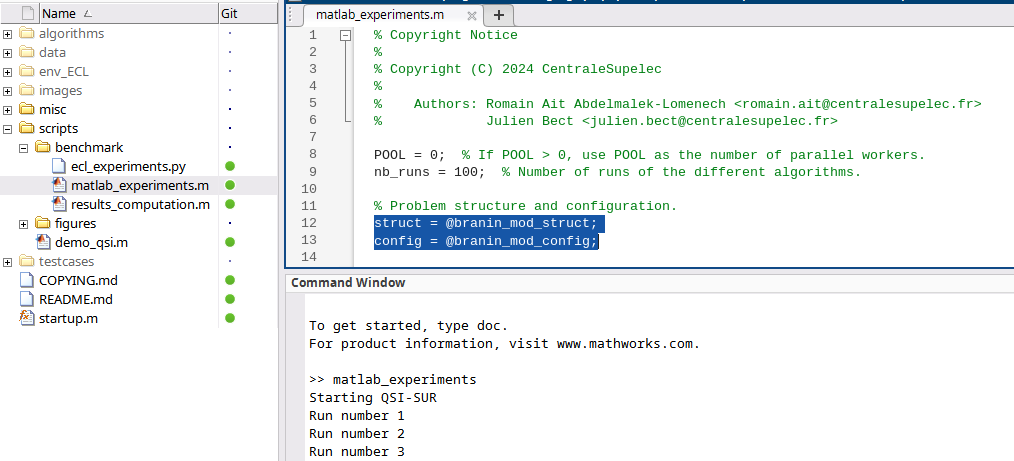 Name Git
algorithms
data
env_ECL
images
misc
scripts
benchmark
ecl_experiments.py
matlab_experiments.m
results_computation.m
figures
demo_qsi.m
testcases
COPYING.md
README.md
startup.m
matlab_experiments.m
1 % Copyright Notice
2 %
3 % Copyright (C) 2024 CentraleSupelec
4 %
5 %    Authors: Romain Ait Abdelmalek-Lomenech <romain.ait@centralesupelec.fr>
6 %             Julien Bect <julien.bect@centralesupelec.fr>
7
8 POOL = 0;  % If POOL > 0, use POOL as the number of parallel workers.
9 nb_runs = 100;  % Number of runs of the different algorithms.
10
11 % Problem structure and configuration.
12 struct = @branin_mod_struct;
13 config = @branin_mod_config;
14
Command Window
To get started, type doc.
For product information, visit www.mathworks.com.
>> matlab_experiments
Starting QSI-SUR
Run number 1
Run number 2
Run number 3